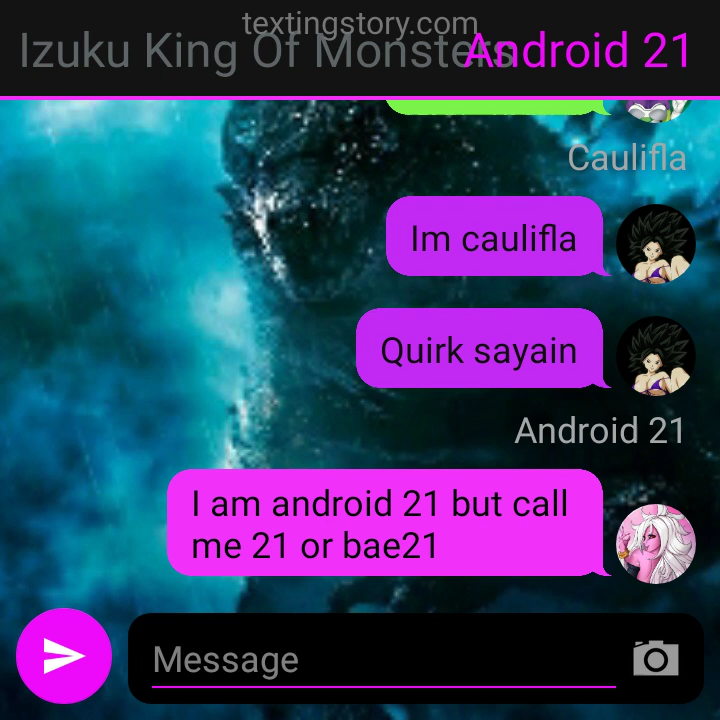 textingstory.com
Izuku King Of Monsters
Android 21
Caulifla
Im caulifla
Quirk sayain
Android 21
I am android 21 but call
me 21 or bae21
Message